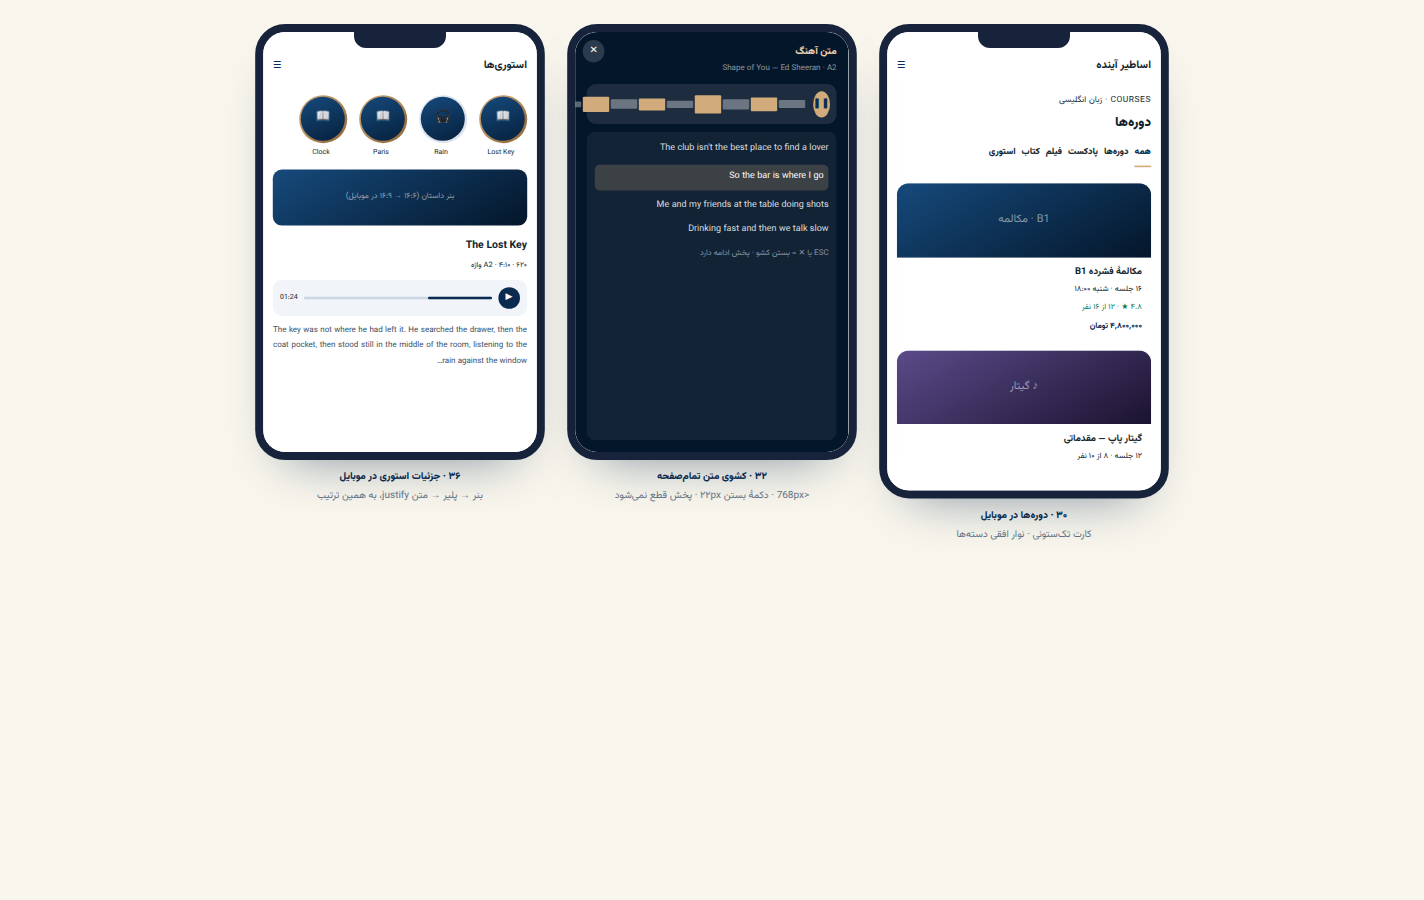 اساطیر آینده
☰
COURSES · زبان انگلیسی
دوره‌ها
همه دوره‌ها پادکست فیلم کتاب استوری
B1 · مکالمه
مکالمهٔ فشرده B1
۱۶ جلسه · شنبه ۱۸:۰۰
۴.۸ ★ · ۱۲ از ۱۶ نفر
۴,۸۰۰,۰۰۰ تومان
♪ گیتار
گیتار پاپ — مقدماتی
۱۲ جلسه · ۸ از ۱۰ نفر
۳۰ · دوره‌ها در موبایل
کارت تک‌ستونی · نوار افقی دسته‌ها
متن آهنگ
✕
Shape of You — Ed Sheeran · A2
The club isn't the best place to find a lover
So the bar is where I go
Me and my friends at the table doing shots
Drinking fast and then we talk slow
ESC یا ✕ = بستن کشو · پخش ادامه دارد
۳۲ · کشوی متن تمام‌صفحه
<768px · دکمهٔ بستن ۲۲px · پخش قطع نمی‌شود
استوری‌ها
☰
Lost Key
Rain
Paris
Clock
بنر داستان (۱۶:۶ → ۱۶:۹ در موبایل)
The Lost Key
A2 · ۴:۱۰ · ۶۲۰ واژه
▶
01:24
The key was not where he had left it. He searched the drawer, then the
coat pocket, then stood still in the middle of the room, listening to the
...rain against the window
۳۶ · جزئیات استوری در موبایل
بنر → پلیر → متن justify، به همین ترتیب